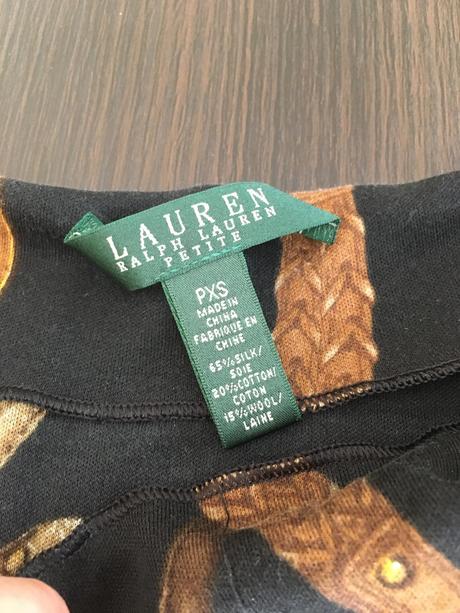 LAUREN
RALPH LAUREN
PETITE
PXS
MADE IN
CHINA
FABRIQUE EN
CHINE
65%SILK/
SOIE
20%COTTON/
COTON
15%WOOL/
LAINE